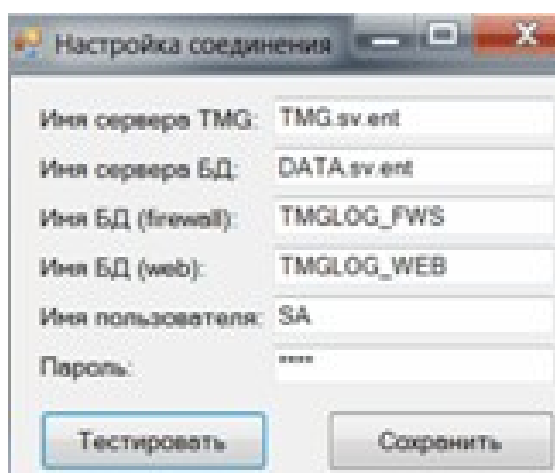 Настройка соединения
Имя сервера TMG: TMG.sv.ent
Имя сервера БД: DATA.sv.ent
Имя БД (firewall): TMGLOG_FWS
Имя БД (web): TMGLOG_WEB
Имя пользователя: SA
Пароль: ****
Тестировать Сохранить